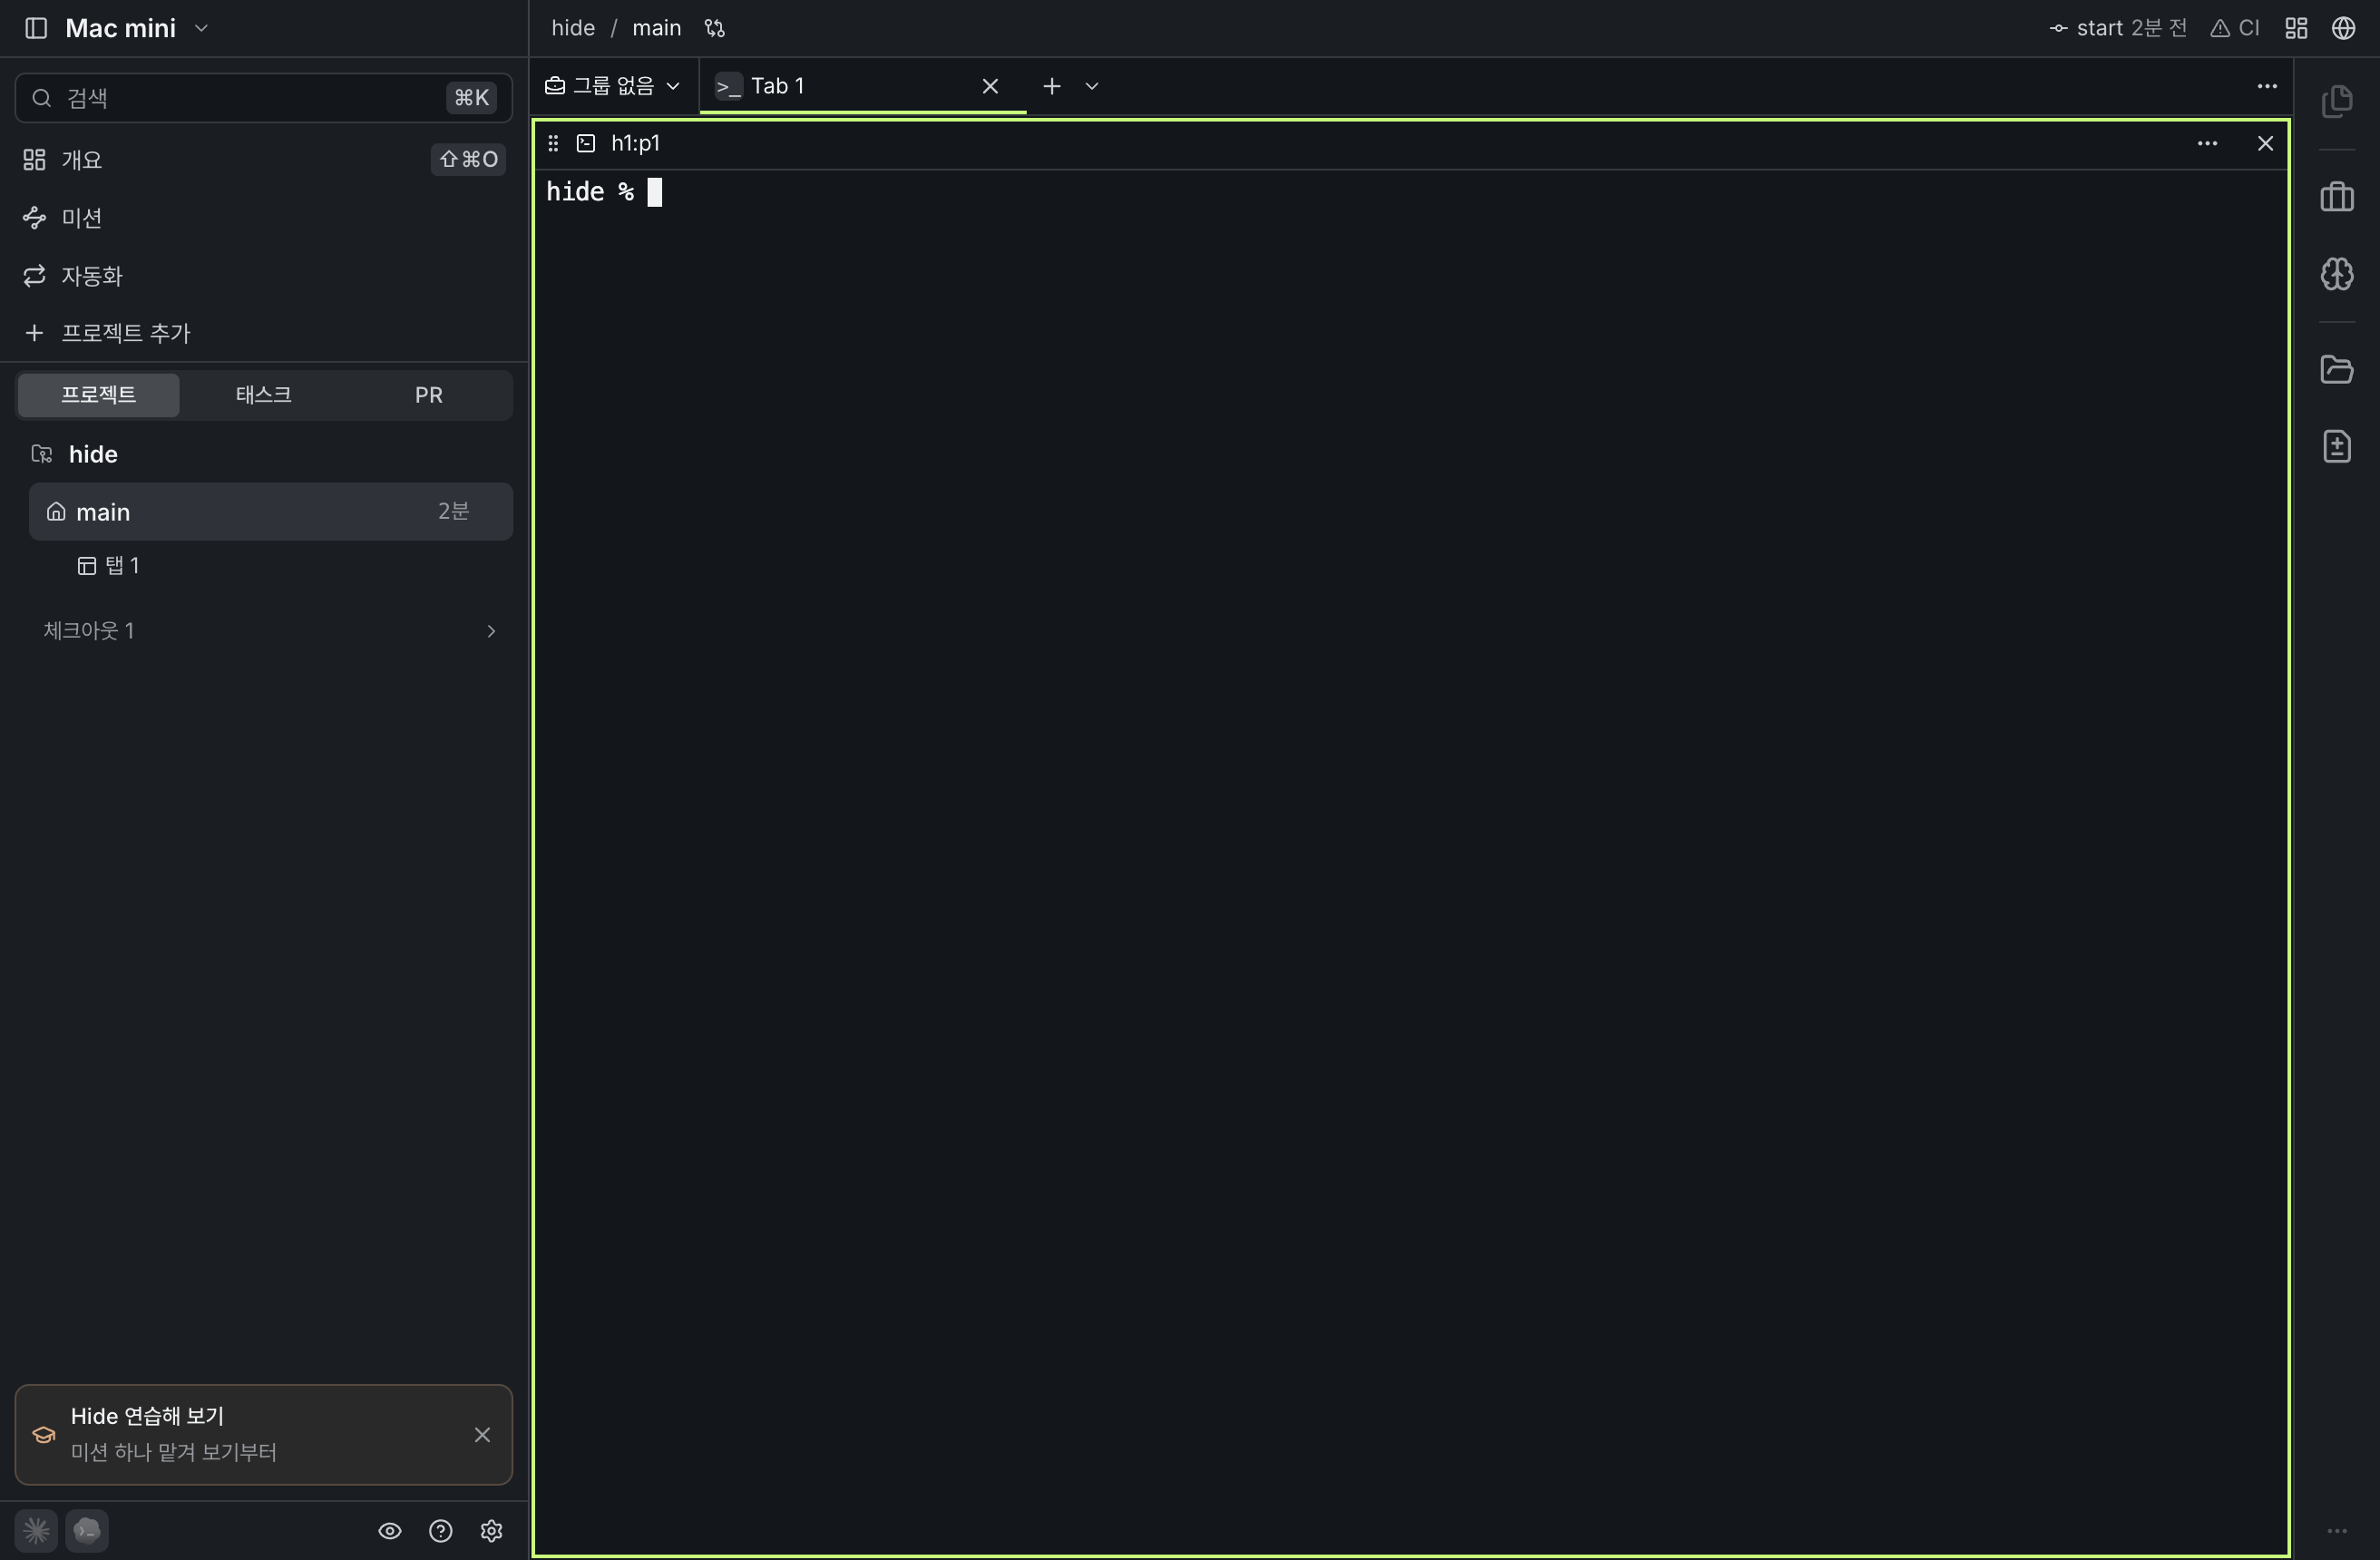 Mac mini
hide / main
start 2분 전
CI
검색
⌘K
그룹 없음
>_ Tab 1
개요
⇧⌘O
h1:p1
hide %
미션
자동화
프로젝트 추가
프로젝트
태스크
PR
hide
main
2분
탭 1
체크아웃 1
Hide 연습해 보기
미션 하나 맡겨 보기부터